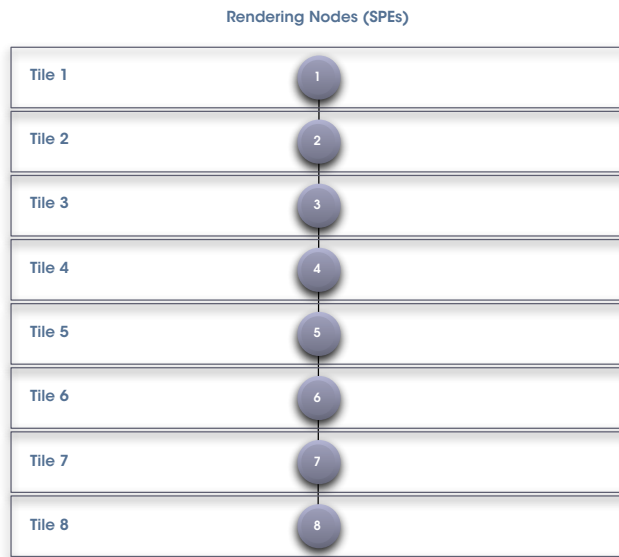 Rendering Nodes (SPEs)
Tile 1
1
Tile 2
2
Tile 3
3
Tile 4
4
Tile 5
5
Tile 6
6
Tile 7
7
Tile 8
8